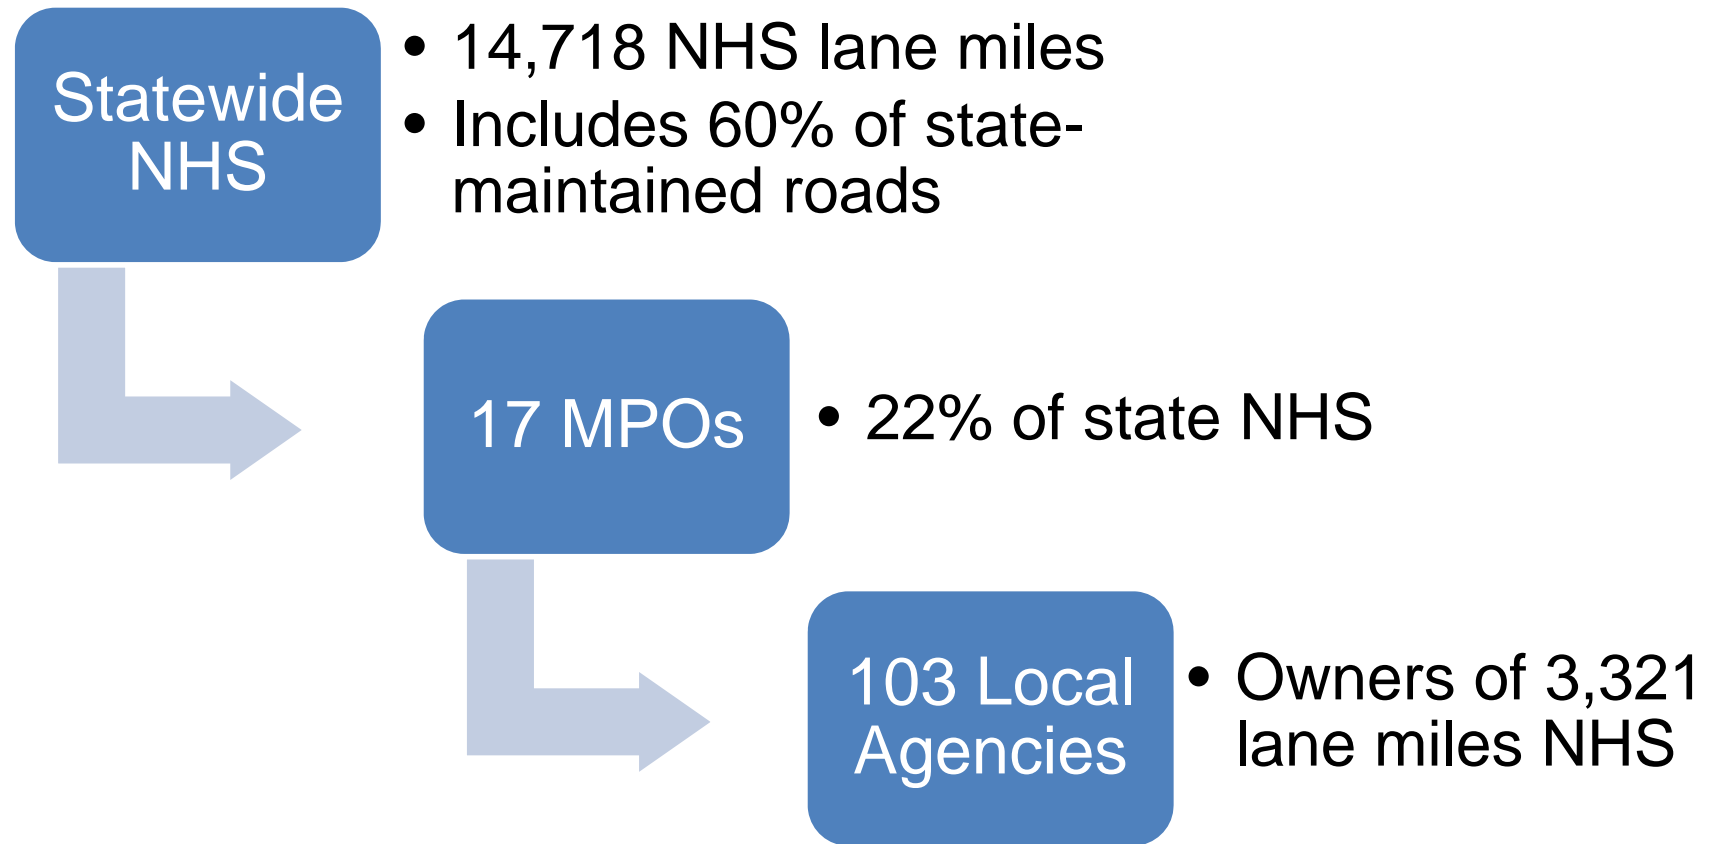 Statewide
NHS
• 14,718 NHS lane miles
• Includes 60% of state-
maintained roads
17 MPOs
• 22% of state NHS
103 Local
Agencies
• Owners of 3,321
lane miles NHS